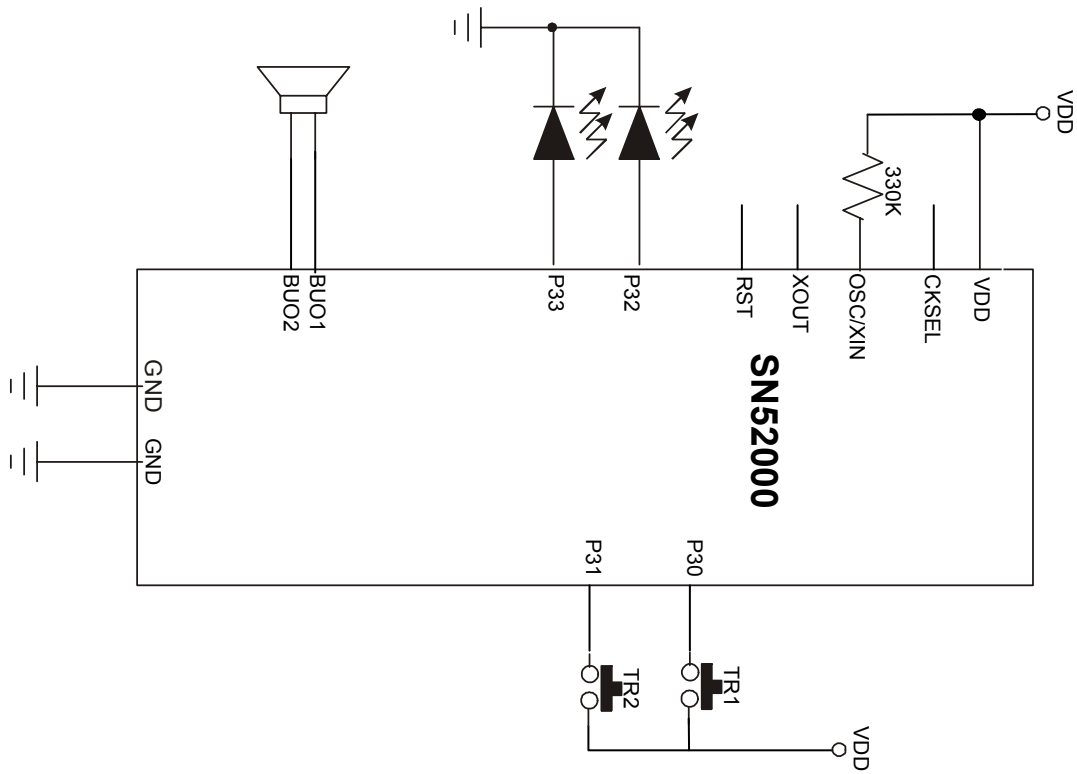 VDD
330K
VDD
CKSEL
OSC/XIN
XOUT
RST
P32
P33
BUO1
BUO2
SN52000
GND
GND
P30
P31
TR1
TR2
VDD